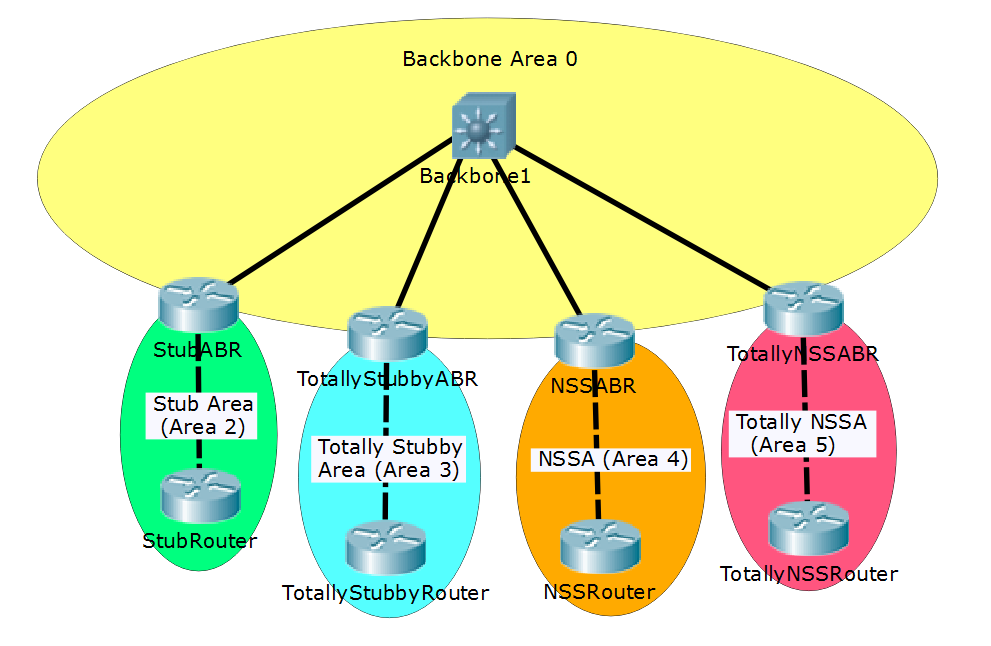 Backbone Area 0
Backbone1
StubABR
TotallyStubbyABR
NSSABR
TotallyNSSABR
Stub Area
(Area 2)
Totally Stubby
Area (Area 3)
NSSA (Area 4)
Totally NSSA
(Area 5)
StubRouter
TotallyStubbyRouter
NSSRouter
TotallyNSSRouter